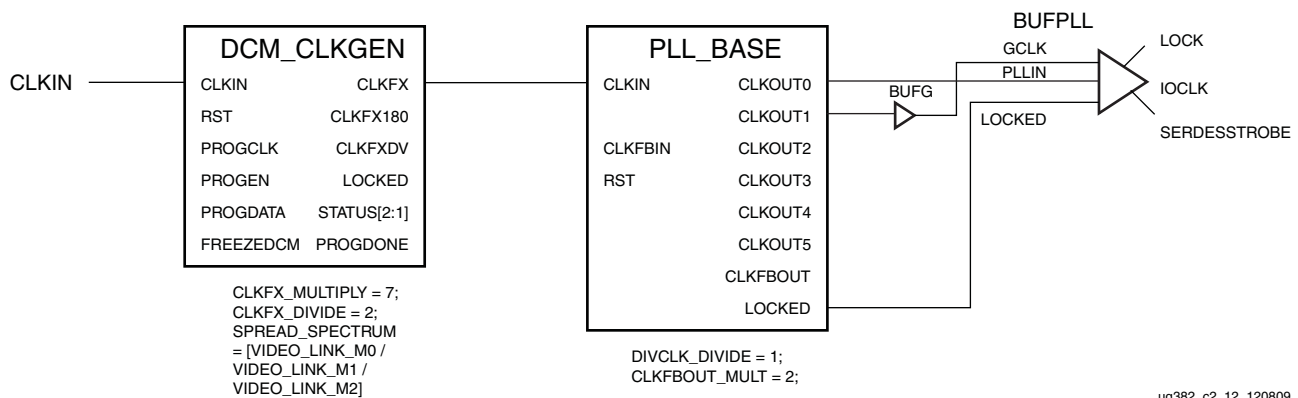 CLKIN
DCM_CLKGEN
CLKIN CLKFX
RST CLKFX180
PROGCLK CLKFXDV
PROGEN LOCKED
PROGDATA STATUS[2:1]
FREEZEDCM PROGDONE
CLKFX_MULTIPLY = 7;
CLKFX_DIVIDE = 2;
SPREAD_SPECTRUM
= [VIDEO_LINK_M0 /
VIDEO_LINK_M1 /
VIDEO_LINK_M2]
PLL_BASE
CLKIN CLKOUT0
CLKOUT1
CLKFBIN CLKOUT2
RST CLKOUT3
CLKOUT4
CLKOUT5
CLKFBOUT
LOCKED
DIVCLK_DIVIDE = 1;
CLKFBOUT_MULT = 2;
BUFG
BUFPLL
GCLK
PLLIN
LOCKED
LOCK
IOCLK
SERDESSTROBE
ug382_c2_12_120809